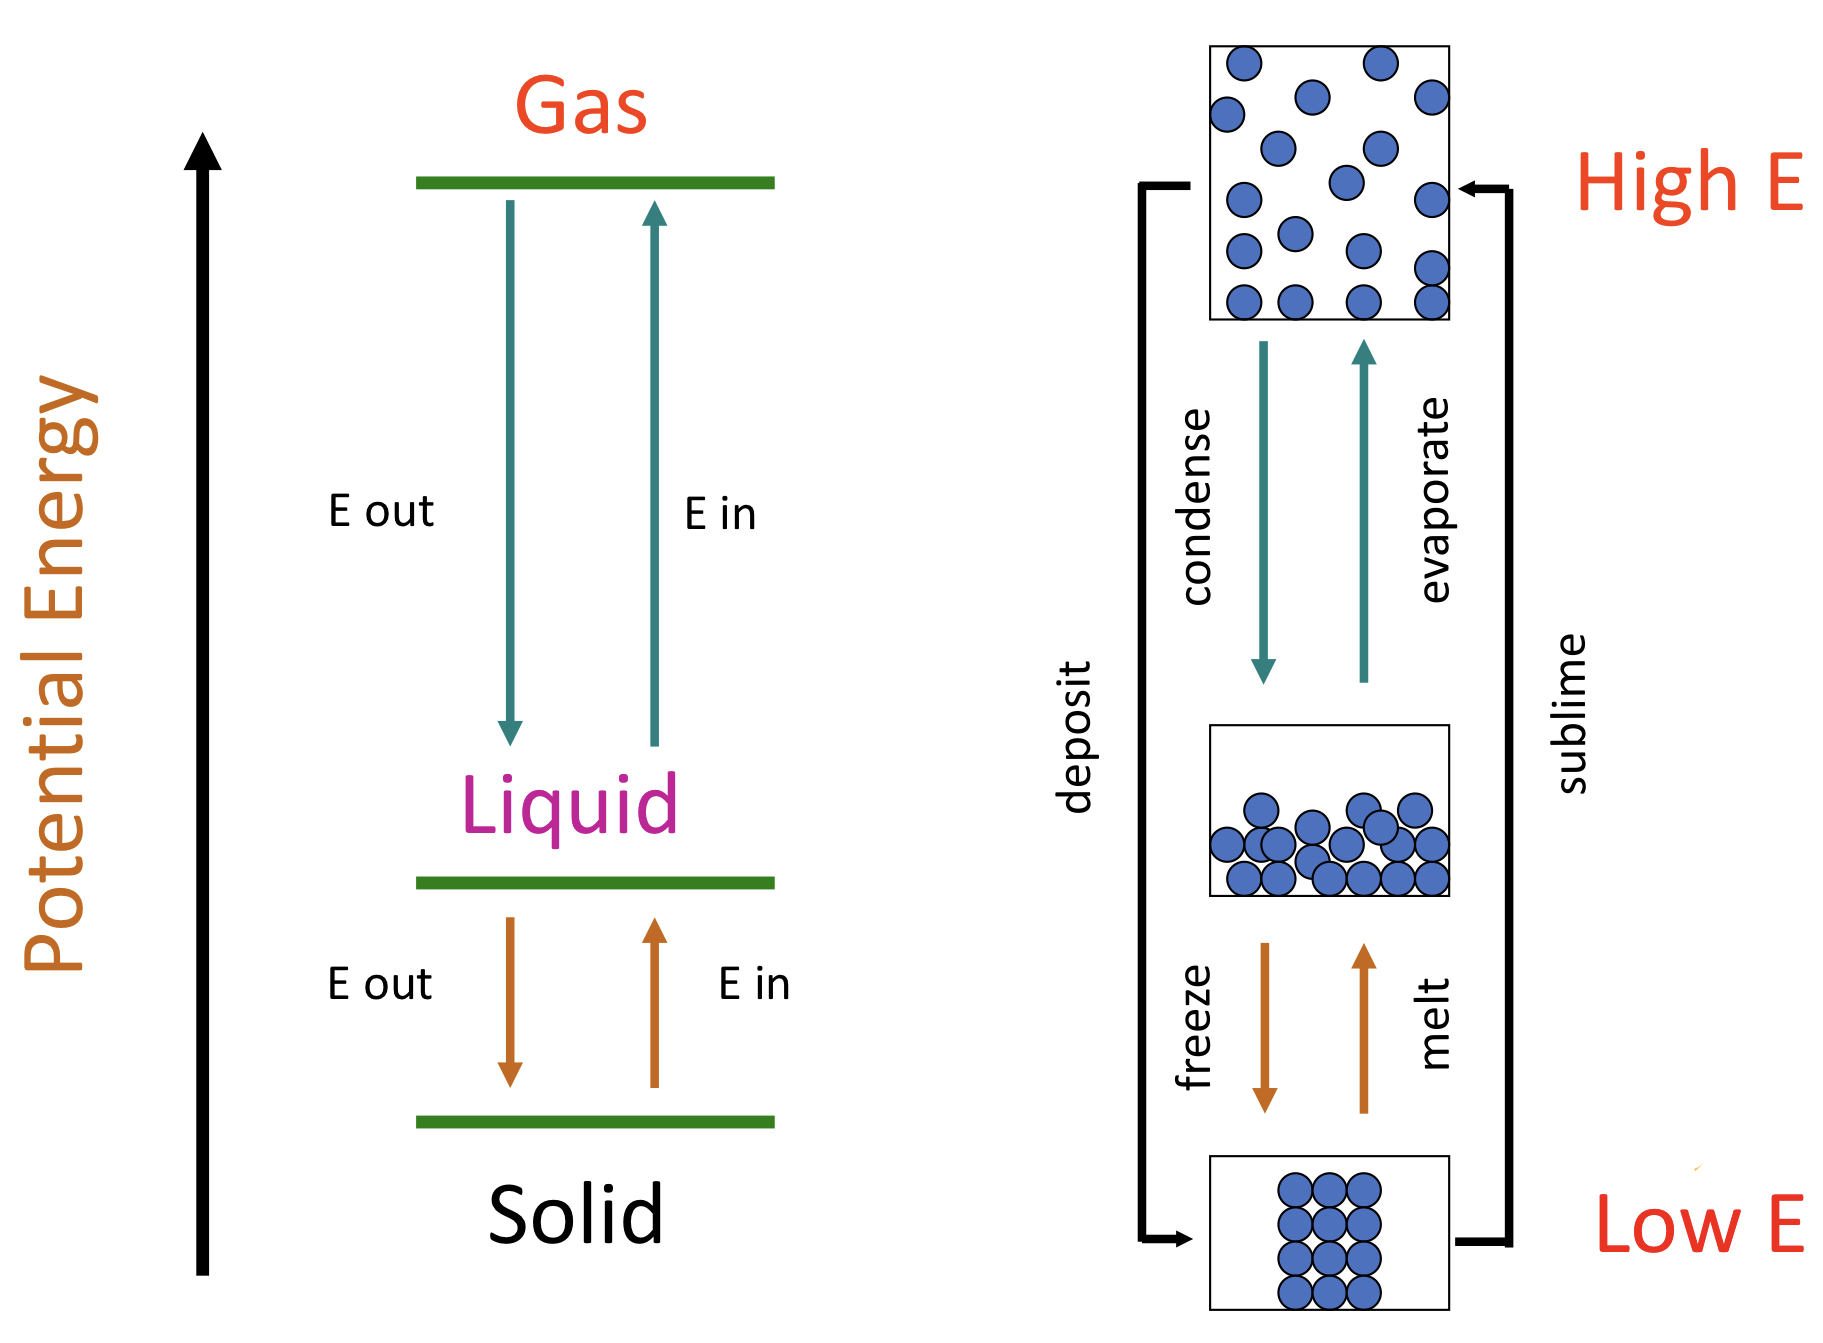 Potential Energy
Gas
E out
E in
Liquid
E out
E in
Solid
High E
condense
evaporate
deposit
sublime
freeze
melt
Low E